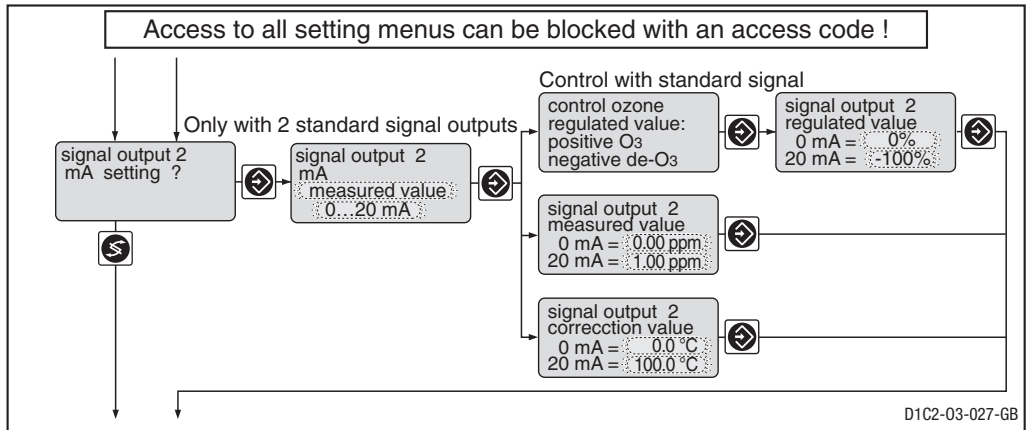 Access to all setting menus can be blocked with an access code !
Control with standard signal
Only with 2 standard signal outputs
signal output 2
mA setting ?
signal output 2
mA
measured value
0...20 mA
control ozone
regulated value:
positive O3
negative de-O3
signal output 2
regulated value
0 mA = 0%
20 mA = -100%
signal output 2
measured value
0 mA = 0.00 ppm
20 mA = 1.00 ppm
signal output 2
correcction value
0 mA = 0.0 °C
20 mA = 100.0 °C
D1C2-O3-027-GB